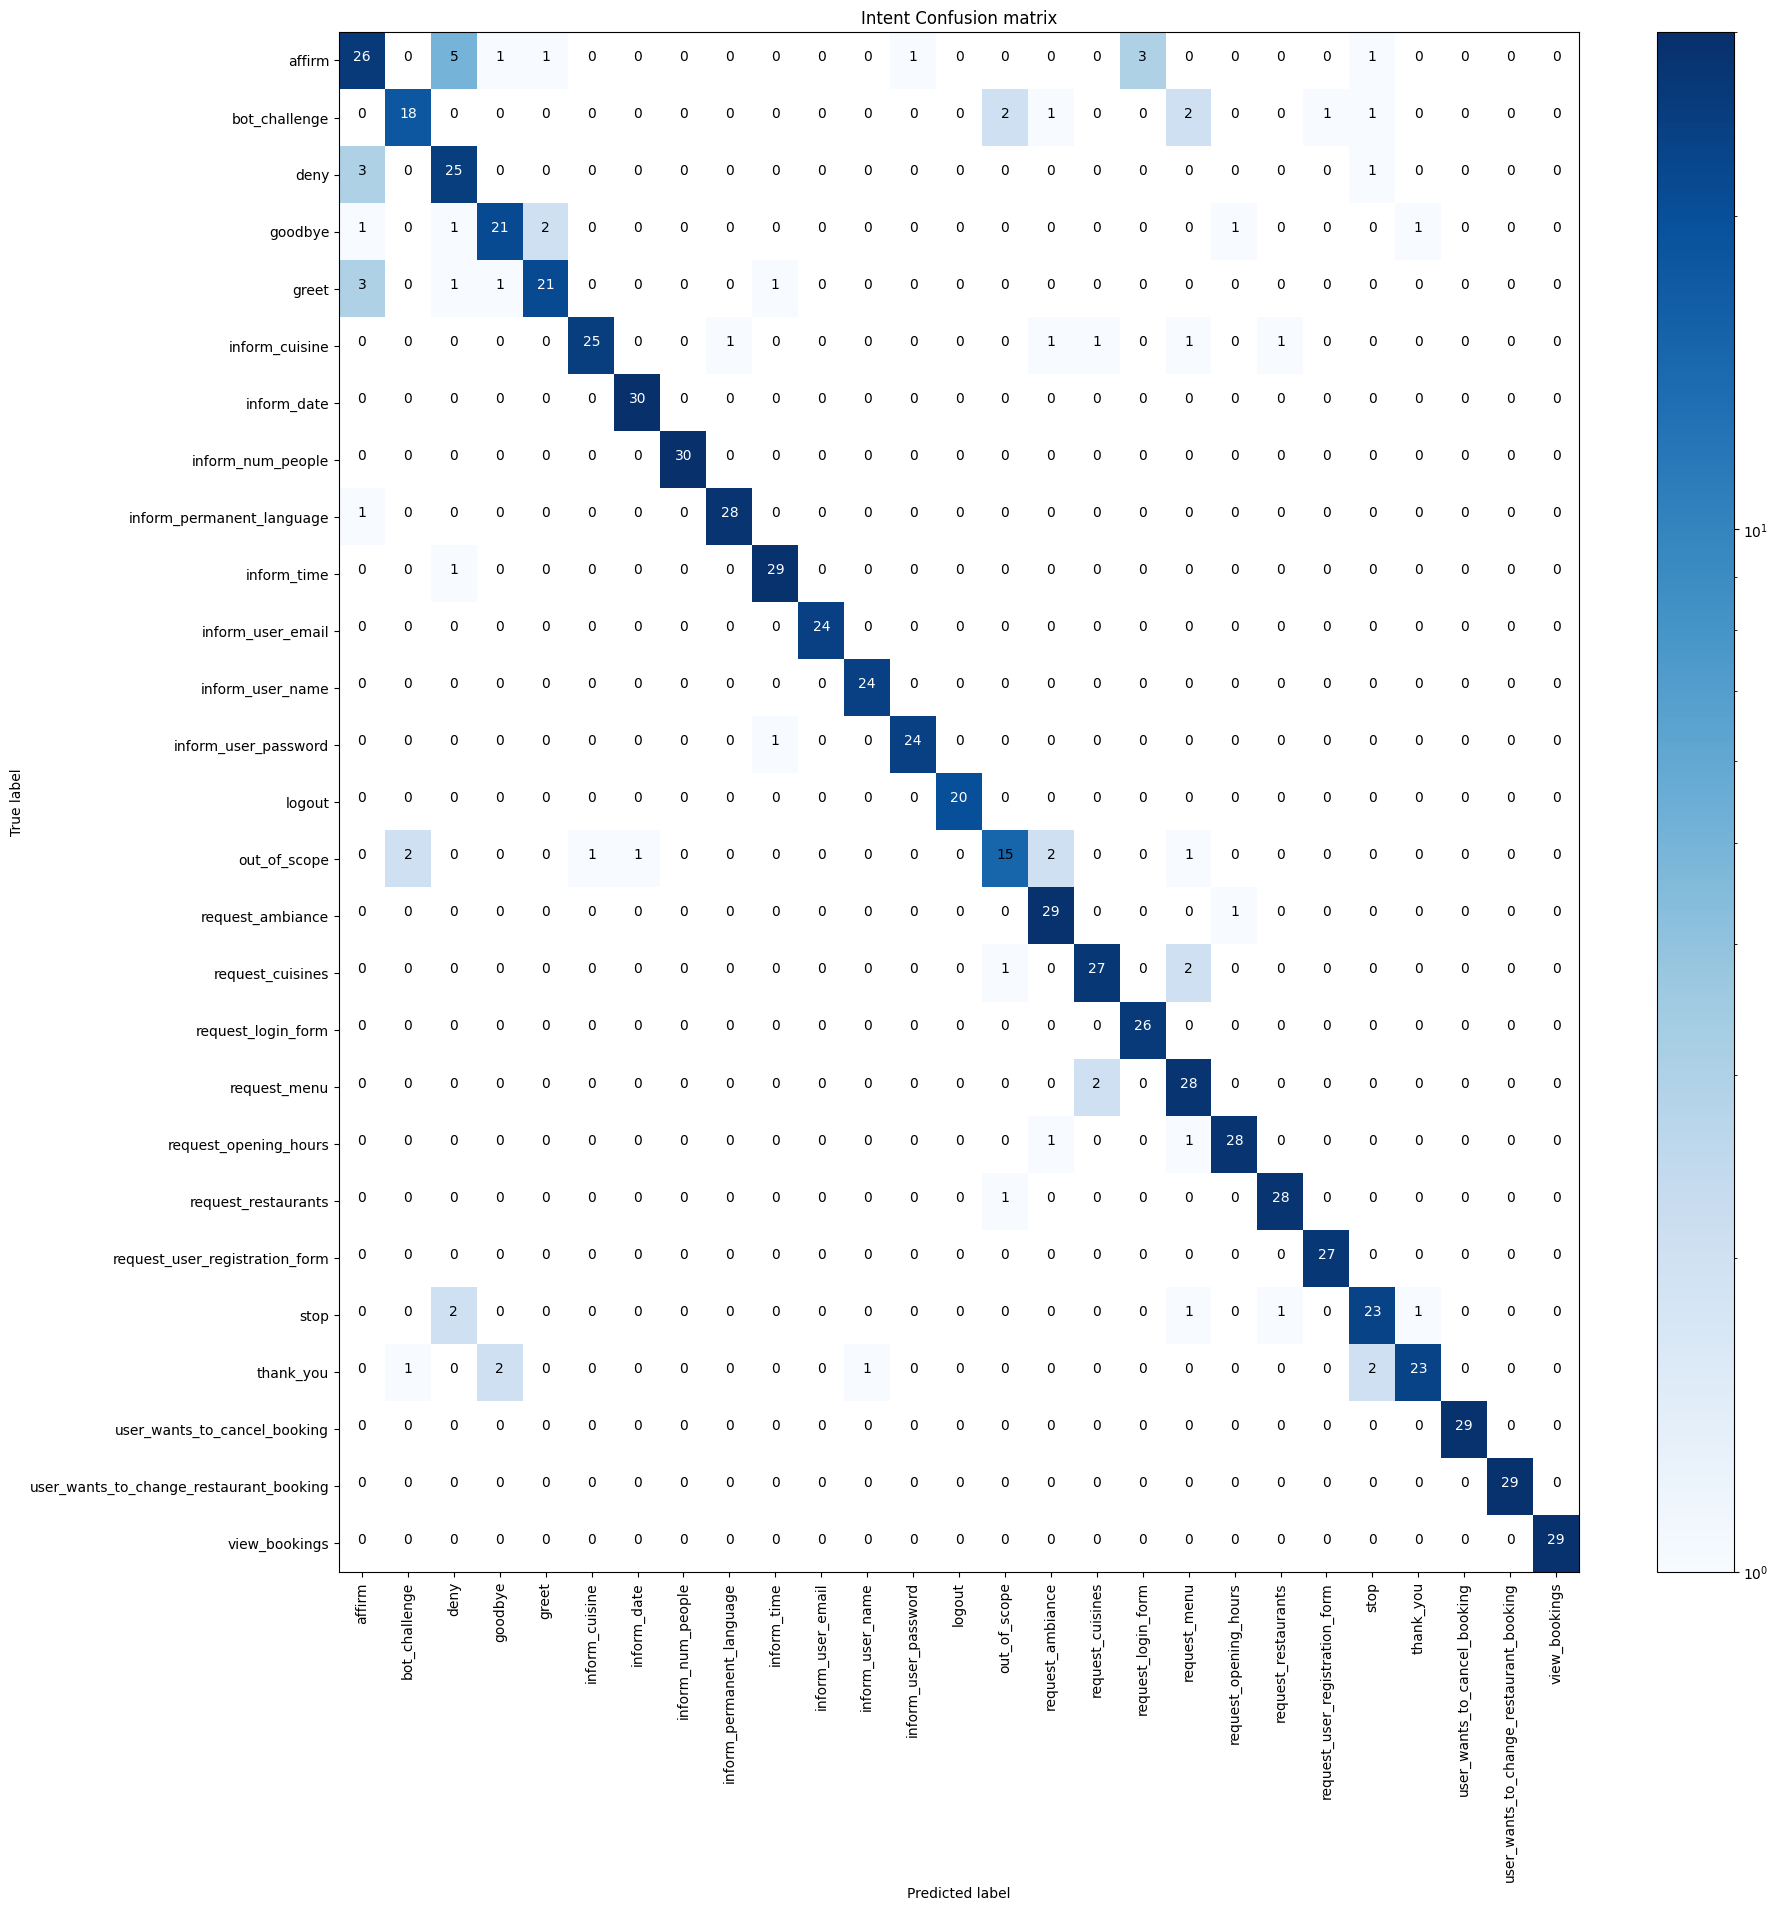 Intent Confusion matrix
affirm 26 0 5 1 1 0 0 0 0 0 0 0 1 0 0 0 0 3 0 0 0 0 1 0 0 0 0
bot_challenge 0 18 0 0 0 0 0 0 0 0 0 0 0 0 2 1 0 0 2 0 0 1 1 0 0 0 0
deny 3 0 25 0 0 0 0 0 0 0 0 0 0 0 0 0 0 0 0 0 0 0 1 0 0 0 0
goodbye 1 0 1 21 2 0 0 0 0 0 0 0 0 0 0 0 0 0 0 1 0 0 0 1 0 0 0
greet 3 0 1 1 21 0 0 0 0 1 0 0 0 0 0 0 0 0 0 0 0 0 0 0 0 0 0
inform_cuisine 0 0 0 0 0 25 0 0 1 0 0 0 0 0 0 1 1 0 1 0 1 0 0 0 0 0 0
inform_date 0 0 0 0 0 0 30 0 0 0 0 0 0 0 0 0 0 0 0 0 0 0 0 0 0 0 0
inform_num_people 0 0 0 0 0 0 0 30 0 0 0 0 0 0 0 0 0 0 0 0 0 0 0 0 0 0 0
inform_permanent_language 1 0 0 0 0 0 0 0 28 0 0 0 0 0 0 0 0 0 0 0 0 0 0 0 0 0 0
inform_time 0 0 1 0 0 0 0 0 0 29 0 0 0 0 0 0 0 0 0 0 0 0 0 0 0 0 0
inform_user_email 0 0 0 0 0 0 0 0 0 0 24 0 0 0 0 0 0 0 0 0 0 0 0 0 0 0 0
inform_user_name 0 0 0 0 0 0 0 0 0 0 0 24 0 0 0 0 0 0 0 0 0 0 0 0 0 0 0
inform_user_password 0 0 0 0 0 0 0 0 0 1 0 0 24 0 0 0 0 0 0 0 0 0 0 0 0 0 0
logout 0 0 0 0 0 0 0 0 0 0 0 0 0 20 0 0 0 0 0 0 0 0 0 0 0 0 0
out_of_scope 0 2 0 0 0 1 1 0 0 0 0 0 0 0 15 2 0 0 1 0 0 0 0 0 0 0 0
request_ambiance 0 0 0 0 0 0 0 0 0 0 0 0 0 0 0 29 0 0 0 1 0 0 0 0 0 0 0
request_cuisines 0 0 0 0 0 0 0 0 0 0 0 0 0 0 1 0 27 0 2 0 0 0 0 0 0 0 0
request_login_form 0 0 0 0 0 0 0 0 0 0 0 0 0 0 0 0 0 26 0 0 0 0 0 0 0 0 0
request_menu 0 0 0 0 0 0 0 0 0 0 0 0 0 0 0 0 2 0 28 0 0 0 0 0 0 0 0
request_opening_hours 0 0 0 0 0 0 0 0 0 0 0 0 0 0 0 1 0 0 1 28 0 0 0 0 0 0 0
request_restaurants 0 0 0 0 0 0 0 0 0 0 0 0 0 0 1 0 0 0 0 0 28 0 0 0 0 0 0
request_user_registration_form 0 0 0 0 0 0 0 0 0 0 0 0 0 0 0 0 0 0 0 0 0 27 0 0 0 0 0
stop 0 0 2 0 0 0 0 0 0 0 0 0 0 0 0 0 0 0 1 0 1 0 23 1 0 0 0
thank_you 0 1 0 2 0 0 0 0 0 0 0 1 0 0 0 0 0 0 0 0 0 0 2 23 0 0 0
user_wants_to_cancel_booking 0 0 0 0 0 0 0 0 0 0 0 0 0 0 0 0 0 0 0 0 0 0 0 0 29 0 0
user_wants_to_change_restaurant_booking 0 0 0 0 0 0 0 0 0 0 0 0 0 0 0 0 0 0 0 0 0 0 0 0 0 29 0
view_bookings 0 0 0 0 0 0 0 0 0 0 0 0 0 0 0 0 0 0 0 0 0 0 0 0 0 0 29
True label
affirm
bot_challenge
deny
goodbye
greet
inform_cuisine
inform_date
inform_num_people
inform_permanent_language
inform_time
inform_user_email
inform_user_name
inform_user_password
logout
out_of_scope
request_ambiance
request_cuisines
request_login_form
request_menu
request_opening_hours
request_restaurants
request_user_registration_form
stop
thank_you
user_wants_to_cancel_booking
user_wants_to_change_restaurant_booking
view_bookings
Predicted label
10¹
10⁰